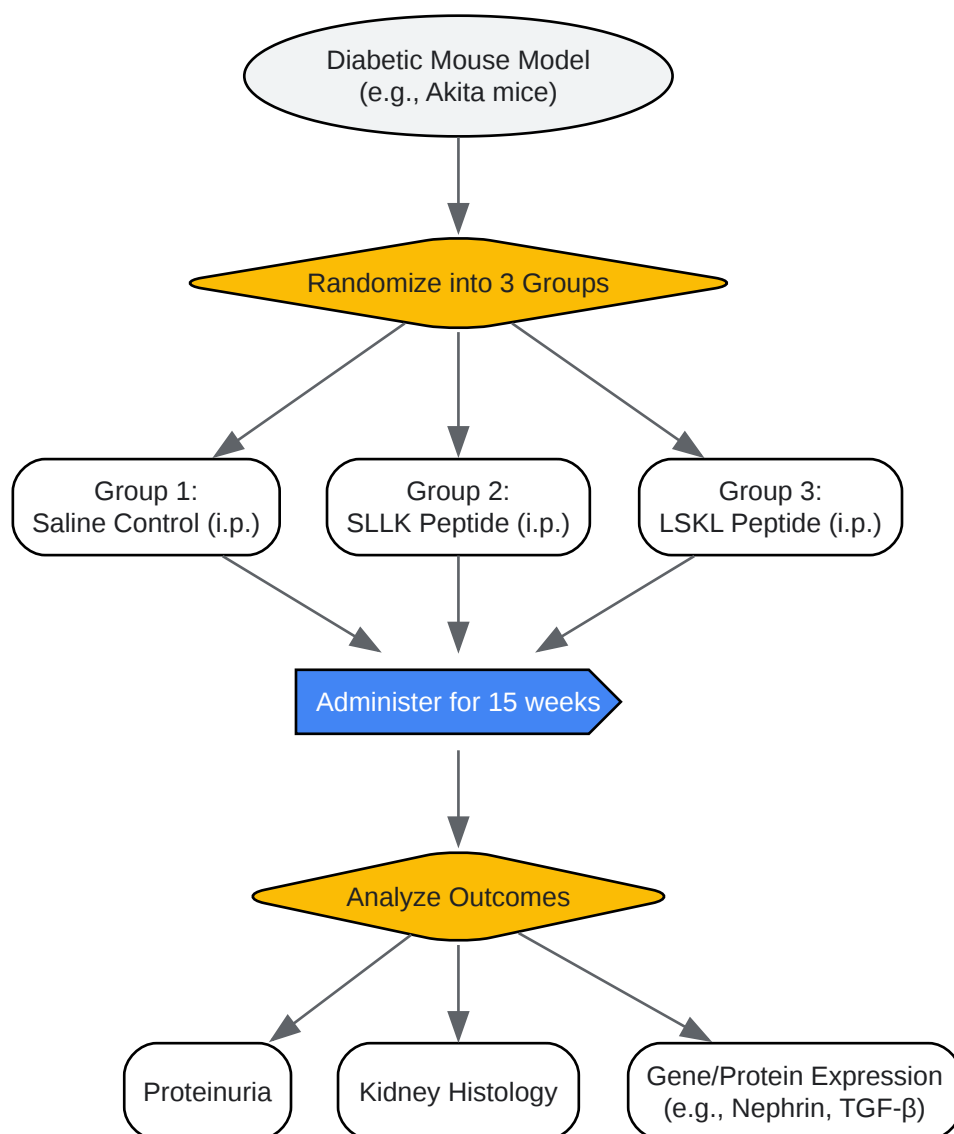 Diabetic Mouse Model
(e.g., Akita mice)
Randomize into 3 Groups
Group 1:
Saline Control (i.p.)
Group 2:
SLLK Peptide (i.p.)
Group 3:
LSKL Peptide (i.p.)
Administer for 15 weeks
Analyze Outcomes
Proteinuria
Kidney Histology
Gene/Protein Expression
(e.g., Nephrin, TGF-β)